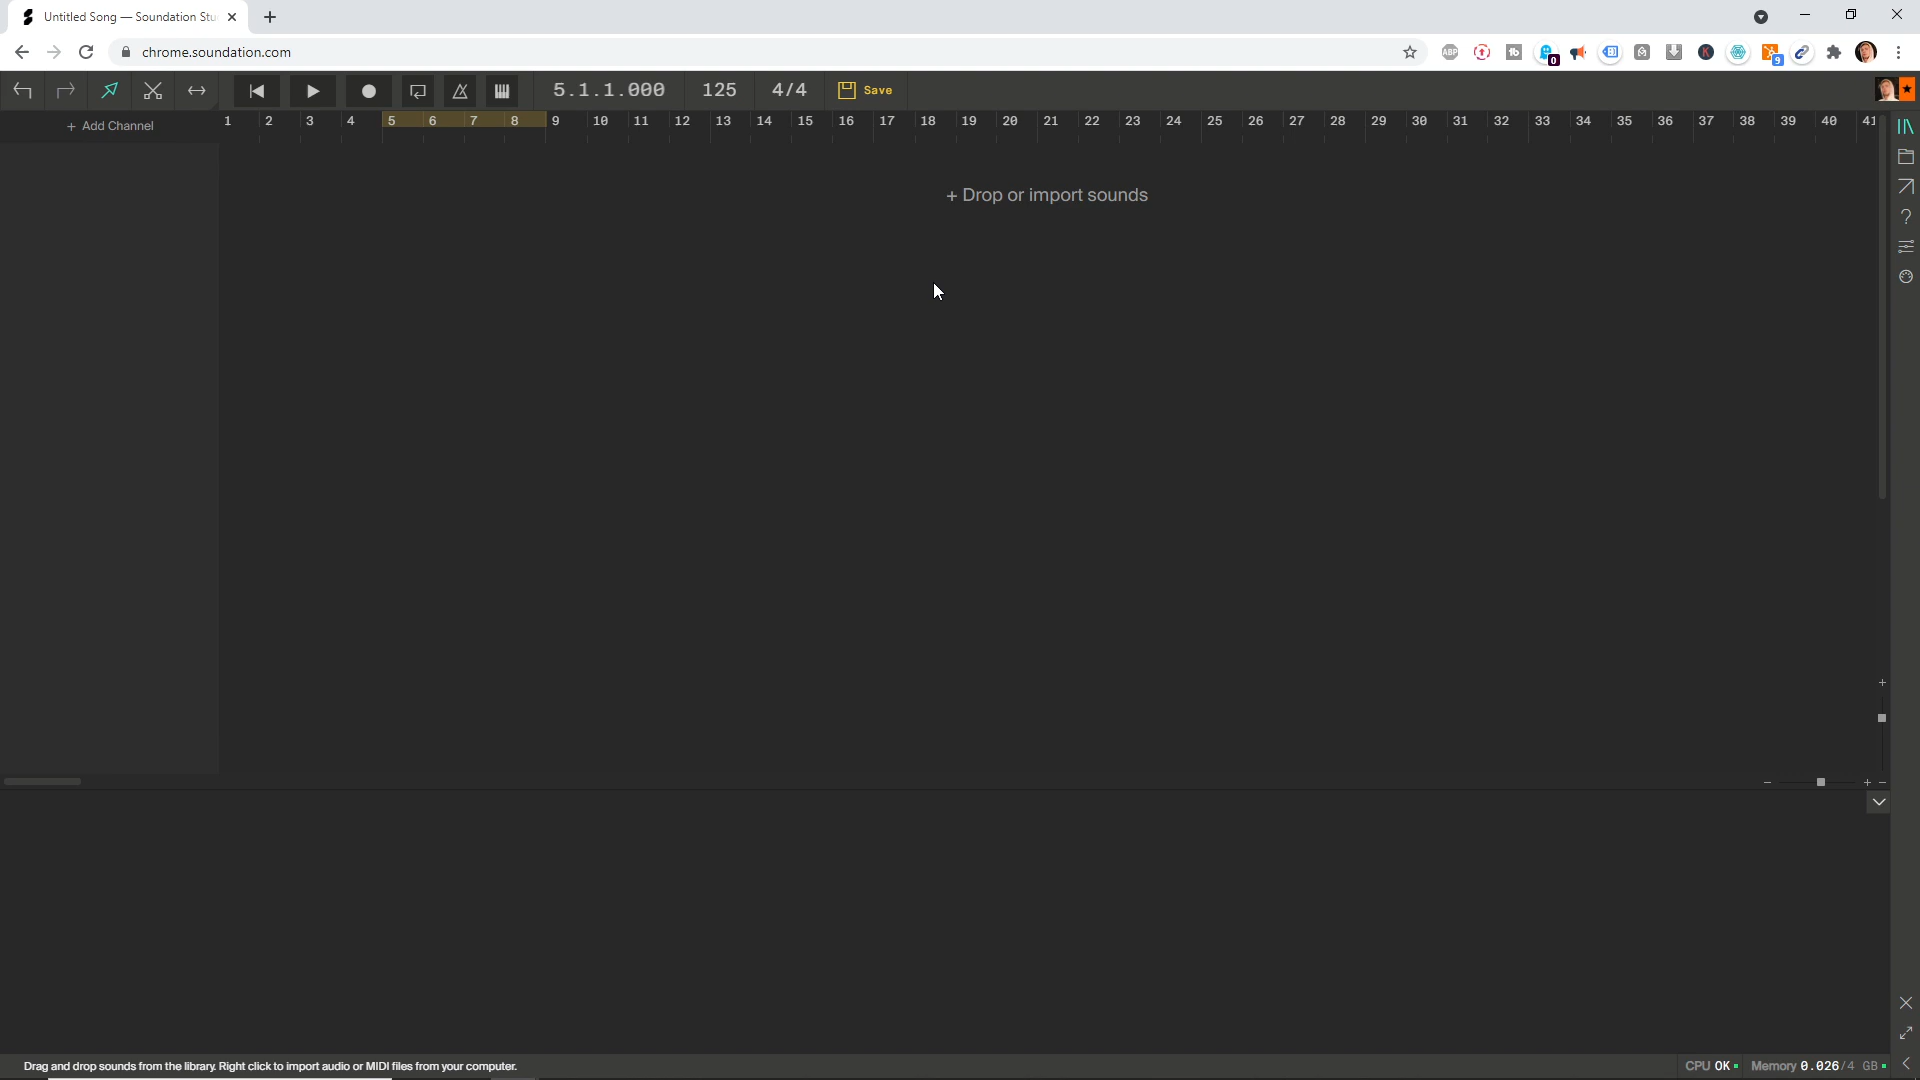 Untitled Song — Soundation Stu
chrome.soundation.com
ABP
tb
0
K
9
5.1.1.000
125
4/4
Save
+ Add Channel
1 2 3 4 5 6 7 8 9 10 11 12 13 14 15 16 17 18 19 20 21 22 23 24 25 26 27 28 29 30 31 32 33 34 35 36 37 38 39 40 41
+ Drop or import sounds
Drag and drop sounds from the library. Right click to import audio or MIDI files from your computer.
CPU OK
Memory 0.026/4 GB